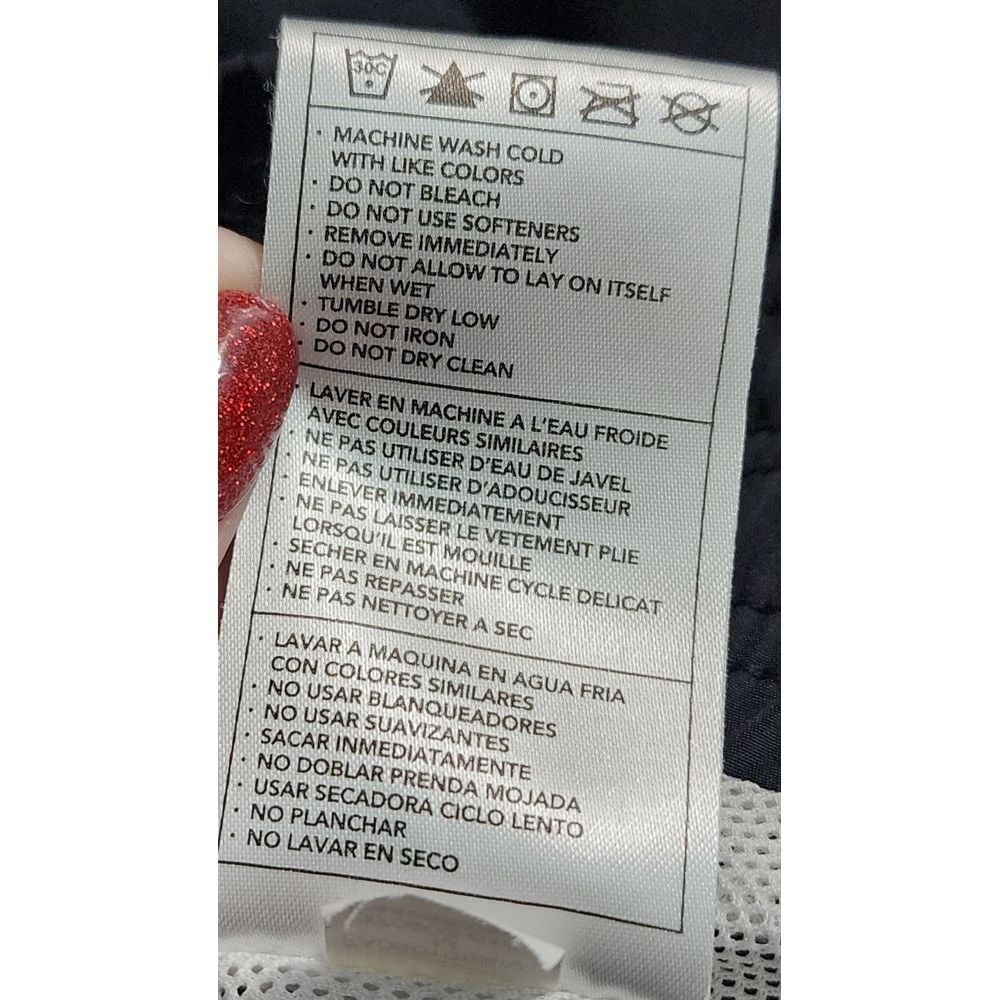 30C
· MACHINE WASH COLD
WITH LIKE COLORS
· DO NOT BLEACH
· DO NOT USE SOFTENERS
· REMOVE IMMEDIATELY
· DO NOT ALLOW TO LAY ON ITSELF
WHEN WET
· TUMBLE DRY LOW
· DO NOT IRON
· DO NOT DRY CLEAN
· LAVER EN MACHINE A L'EAU FROIDE
AVEC COULEURS SIMILAIRES
· NE PAS UTILISER D'EAU DE JAVEL
· NE PAS UTILISER D'ADOUCISSEUR
· ENLEVER IMMEDIATEMENT
· NE PAS LAISSER LE VETEMENT PLIE
LORSQU'IL EST MOUILLE
· SECHER EN MACHINE CYCLE DELICAT
· NE PAS REPASSER
· NE PAS NETTOYER A SEC
· LAVAR A MAQUINA EN AGUA FRIA
CON COLORES SIMILARES
· NO USAR BLANQUEADORES
· NO USAR SUAVIZANTES
· SACAR INMEDIATAMENTE
· NO DOBLAR PRENDA MOJADA
· USAR SECADORA CICLO LENTO
· NO PLANCHAR
· NO LAVAR EN SECO